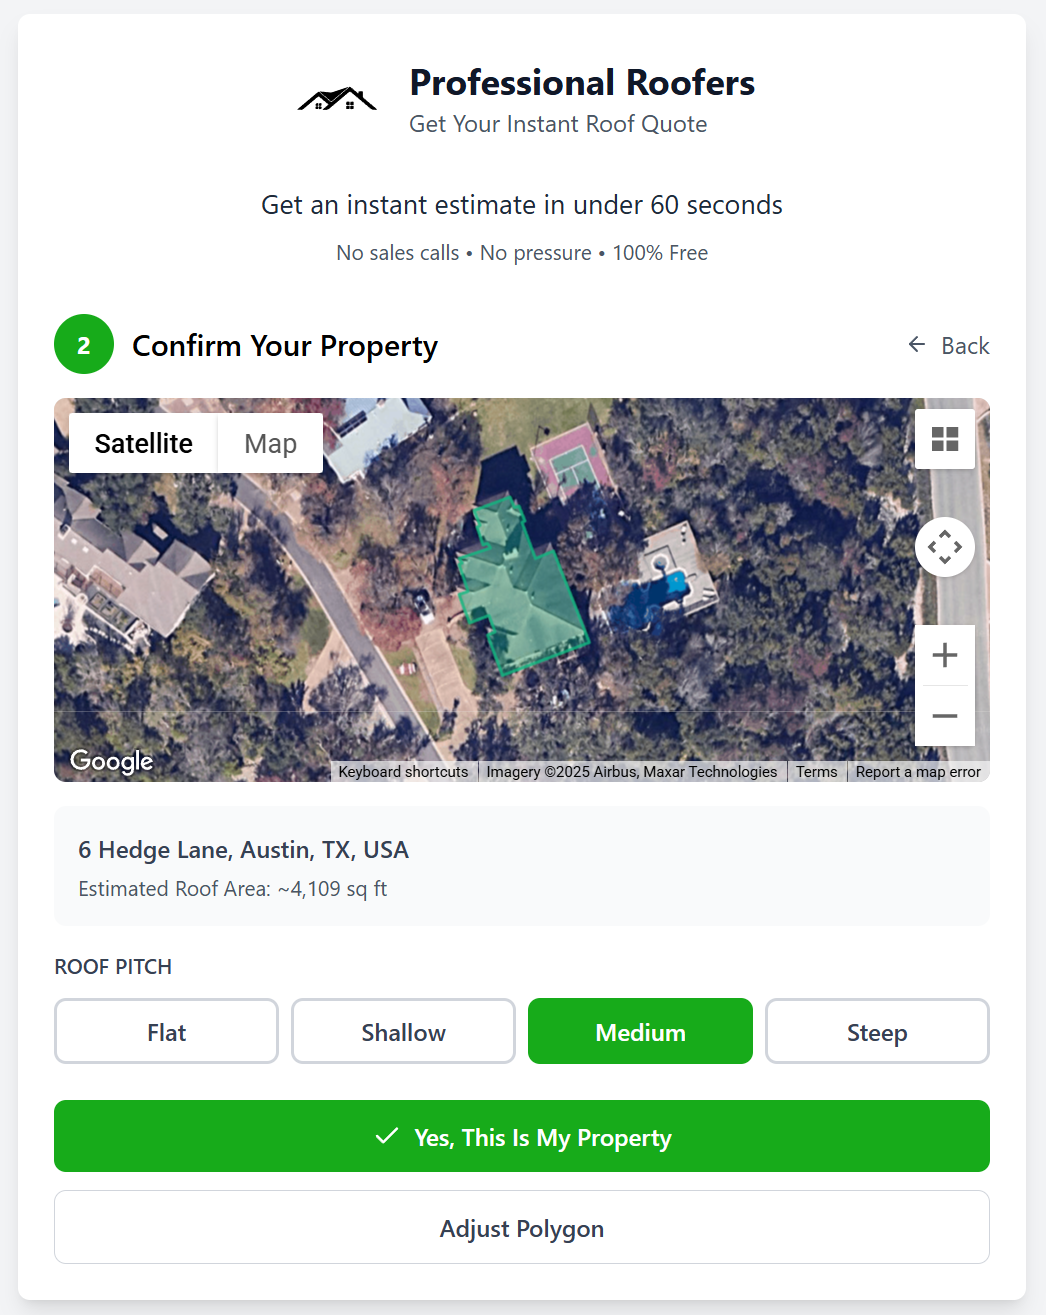 Professional Roofers
Get Your Instant Roof Quote
Get an instant estimate in under 60 seconds
No sales calls • No pressure • 100% Free
2 Confirm Your Property
Back
Satellite Map
Google
Keyboard shortcuts Imagery ©2025 Airbus, Maxar Technologies Terms Report a map error
6 Hedge Lane, Austin, TX, USA
Estimated Roof Area: ~4,109 sq ft
ROOF PITCH
Flat Shallow Medium Steep
Yes, This Is My Property
Adjust Polygon